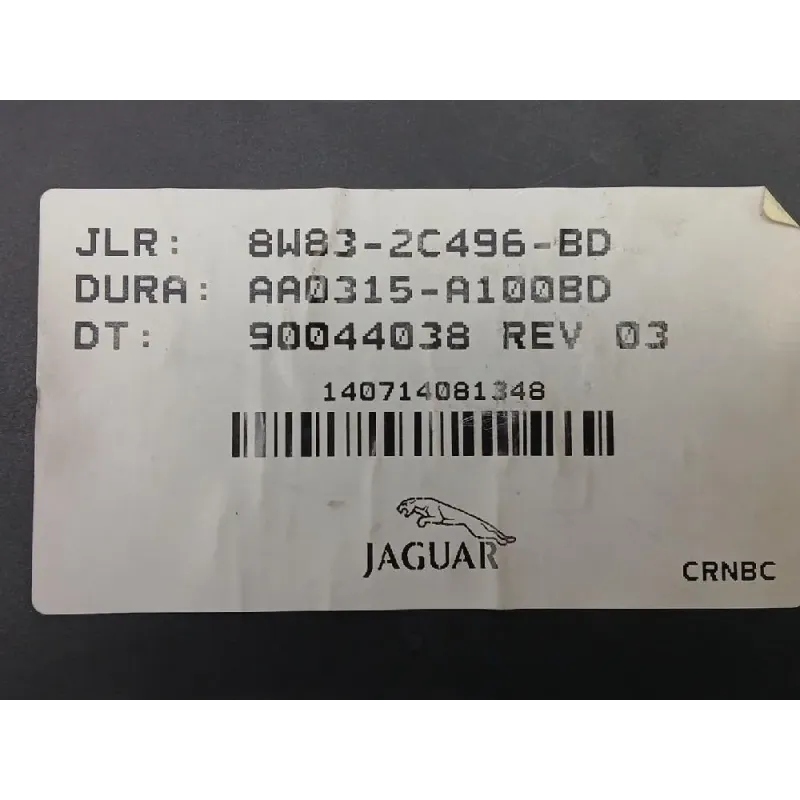 JLR: 8W83-2C496-BD
DURA: AA0315-A100BD
DT: 90044038 REV 03
140714081348
JAGUAR
CRNBC